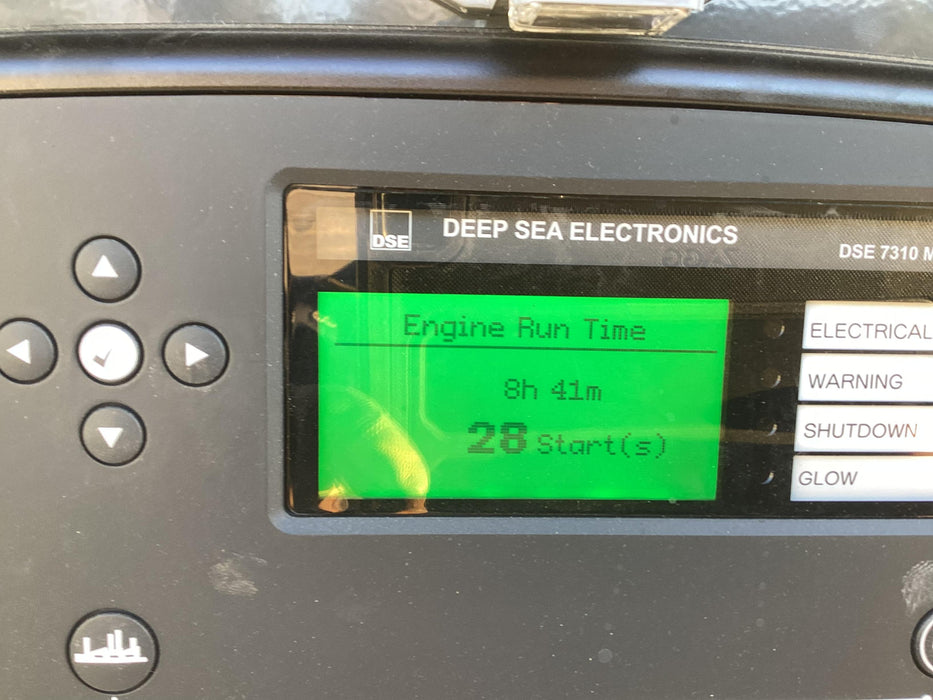 DSE
DEEP SEA ELECTRONICS
DSE 7310 M
Engine Run Time
8h 41m
28 Start(s)
ELECTRICAL
WARNING
SHUTDOWN
GLOW